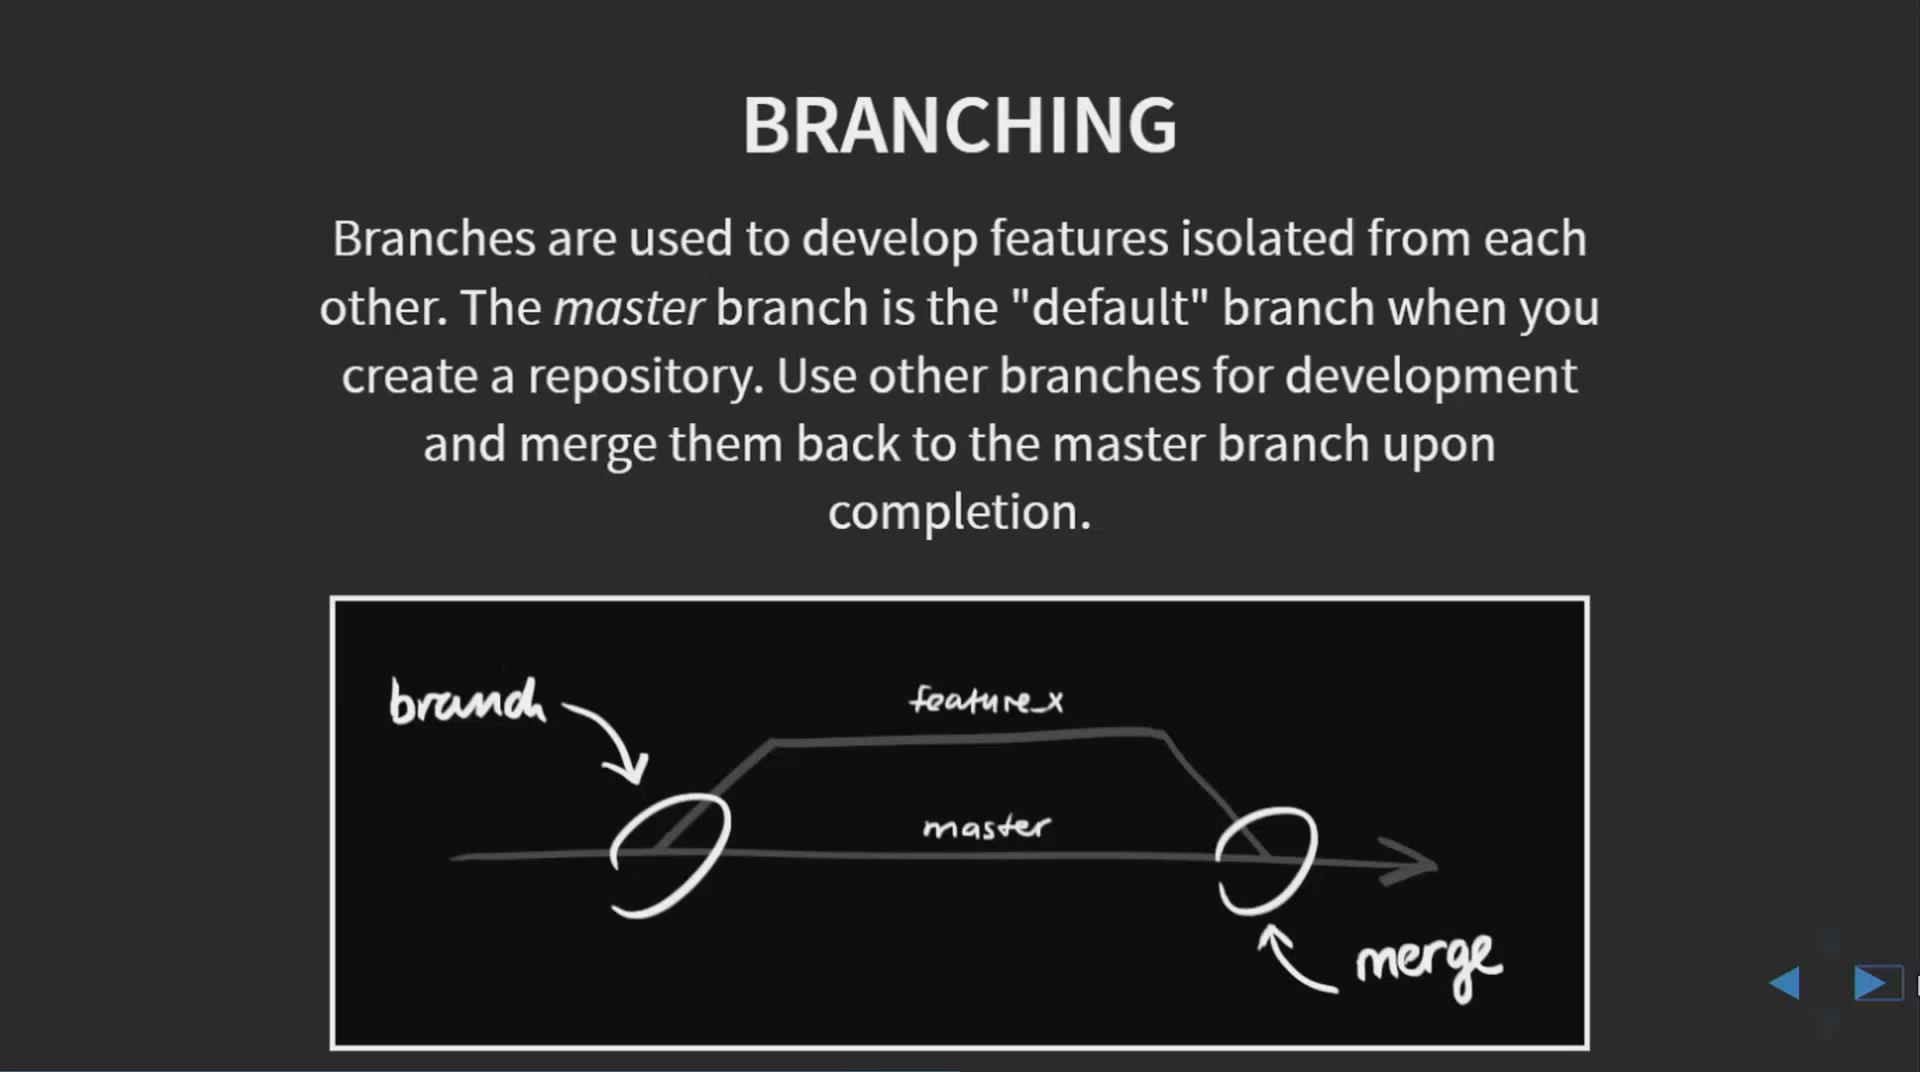 BRANCHING
Branches are used to develop features isolated from each
other. The master branch is the "default" branch when you
create a repository. Use other branches for development
and merge them back to the master branch upon
completion.
branch
feature_x
master
merge